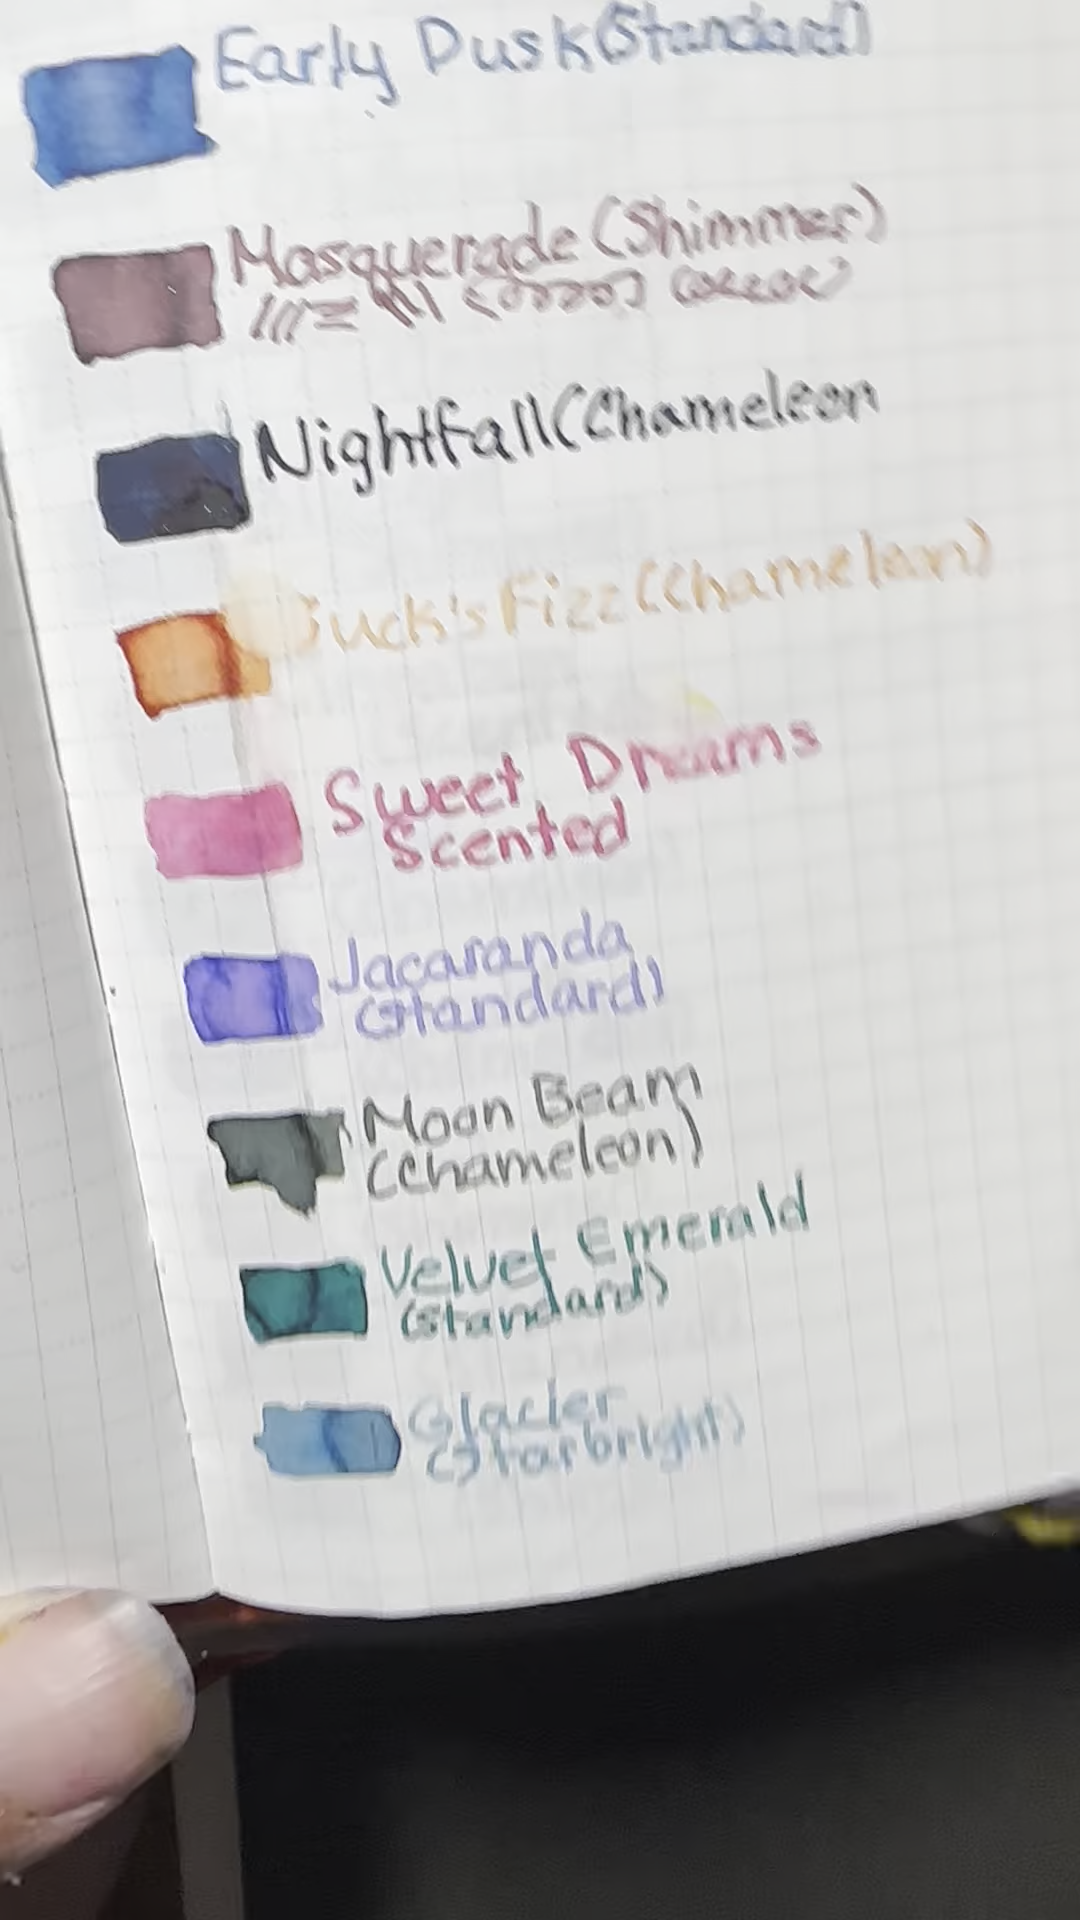 Early Dusk(Standard)
Masquerade (Shimmer)
Nightfall(Chameleon
Buck's Fizz(Chameleon)
Sweet Dreams
Scented
Jacaranda
(Standard)
Moon Beam
(Chameleon)
Velvet Emerald
(Standard)
Glacier
(Starbright)